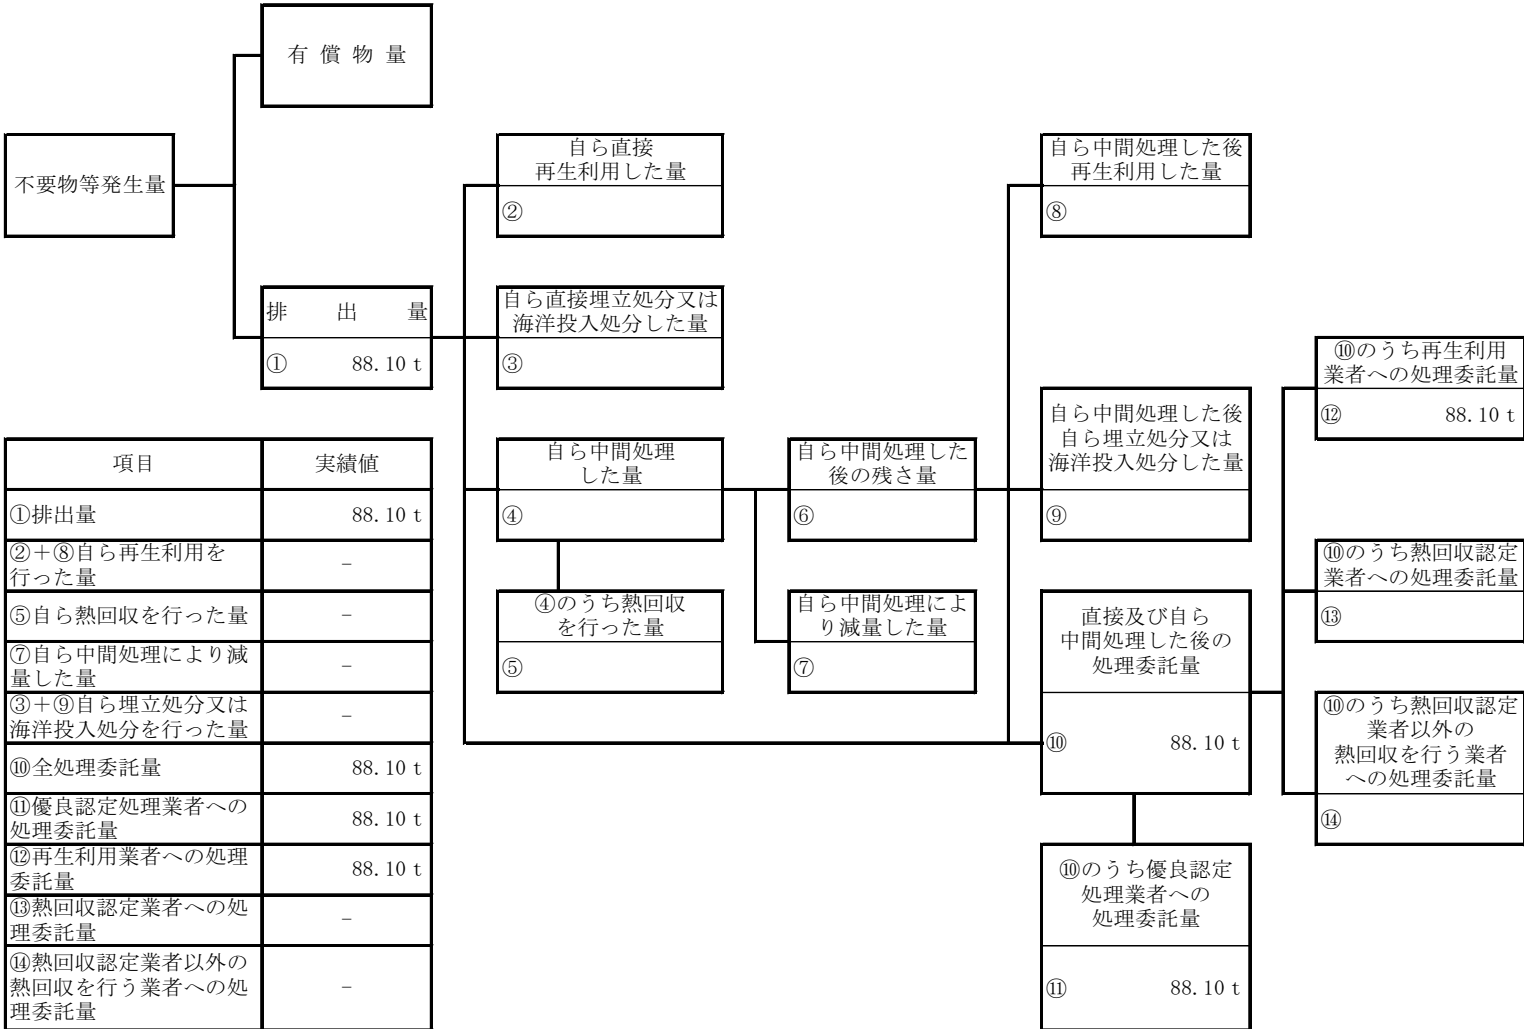 有 償 物 量
不要物等発生量
自ら直接
再生利用した量
②
自ら中間処理した後
再生利用した量
⑧
排 出 量
① 88.10 t
自ら直接埋立処分又は
海洋投入処分した量
③
⑩のうち再生利用
業者への処理委託量
⑫ 88.10 t
自ら中間処理
した量
④
自ら中間処理した
後の残さ量
⑥
自ら中間処理した後
自ら埋立処分又は
海洋投入処分した量
⑨
⑩のうち熱回収認定
業者への処理委託量
⑬
④のうち熱回収
を行った量
⑤
自ら中間処理によ
り減量した量
⑦
直接及び自ら
中間処理した後の
処理委託量
⑩ 88.10 t
⑩のうち熱回収認定
業者以外の
熱回収を行う業者
への処理委託量
⑭
⑩のうち優良認定
処理業者への
処理委託量
⑪ 88.10 t
項目 実績値
①排出量 88.10 t
②＋⑧自ら再生利用を
行った量 －
⑤自ら熱回収を行った量 －
⑦自ら中間処理により減
量した量 －
③＋⑨自ら埋立処分又は
海洋投入処分を行った量 －
⑩全処理委託量 88.10 t
⑪優良認定処理業者への
処理委託量 88.10 t
⑫再生利用業者への処理
委託量 88.10 t
⑬熱回収認定業者への処
理委託量 －
⑭熱回収認定業者以外の
熱回収を行う業者への処
理委託量 －